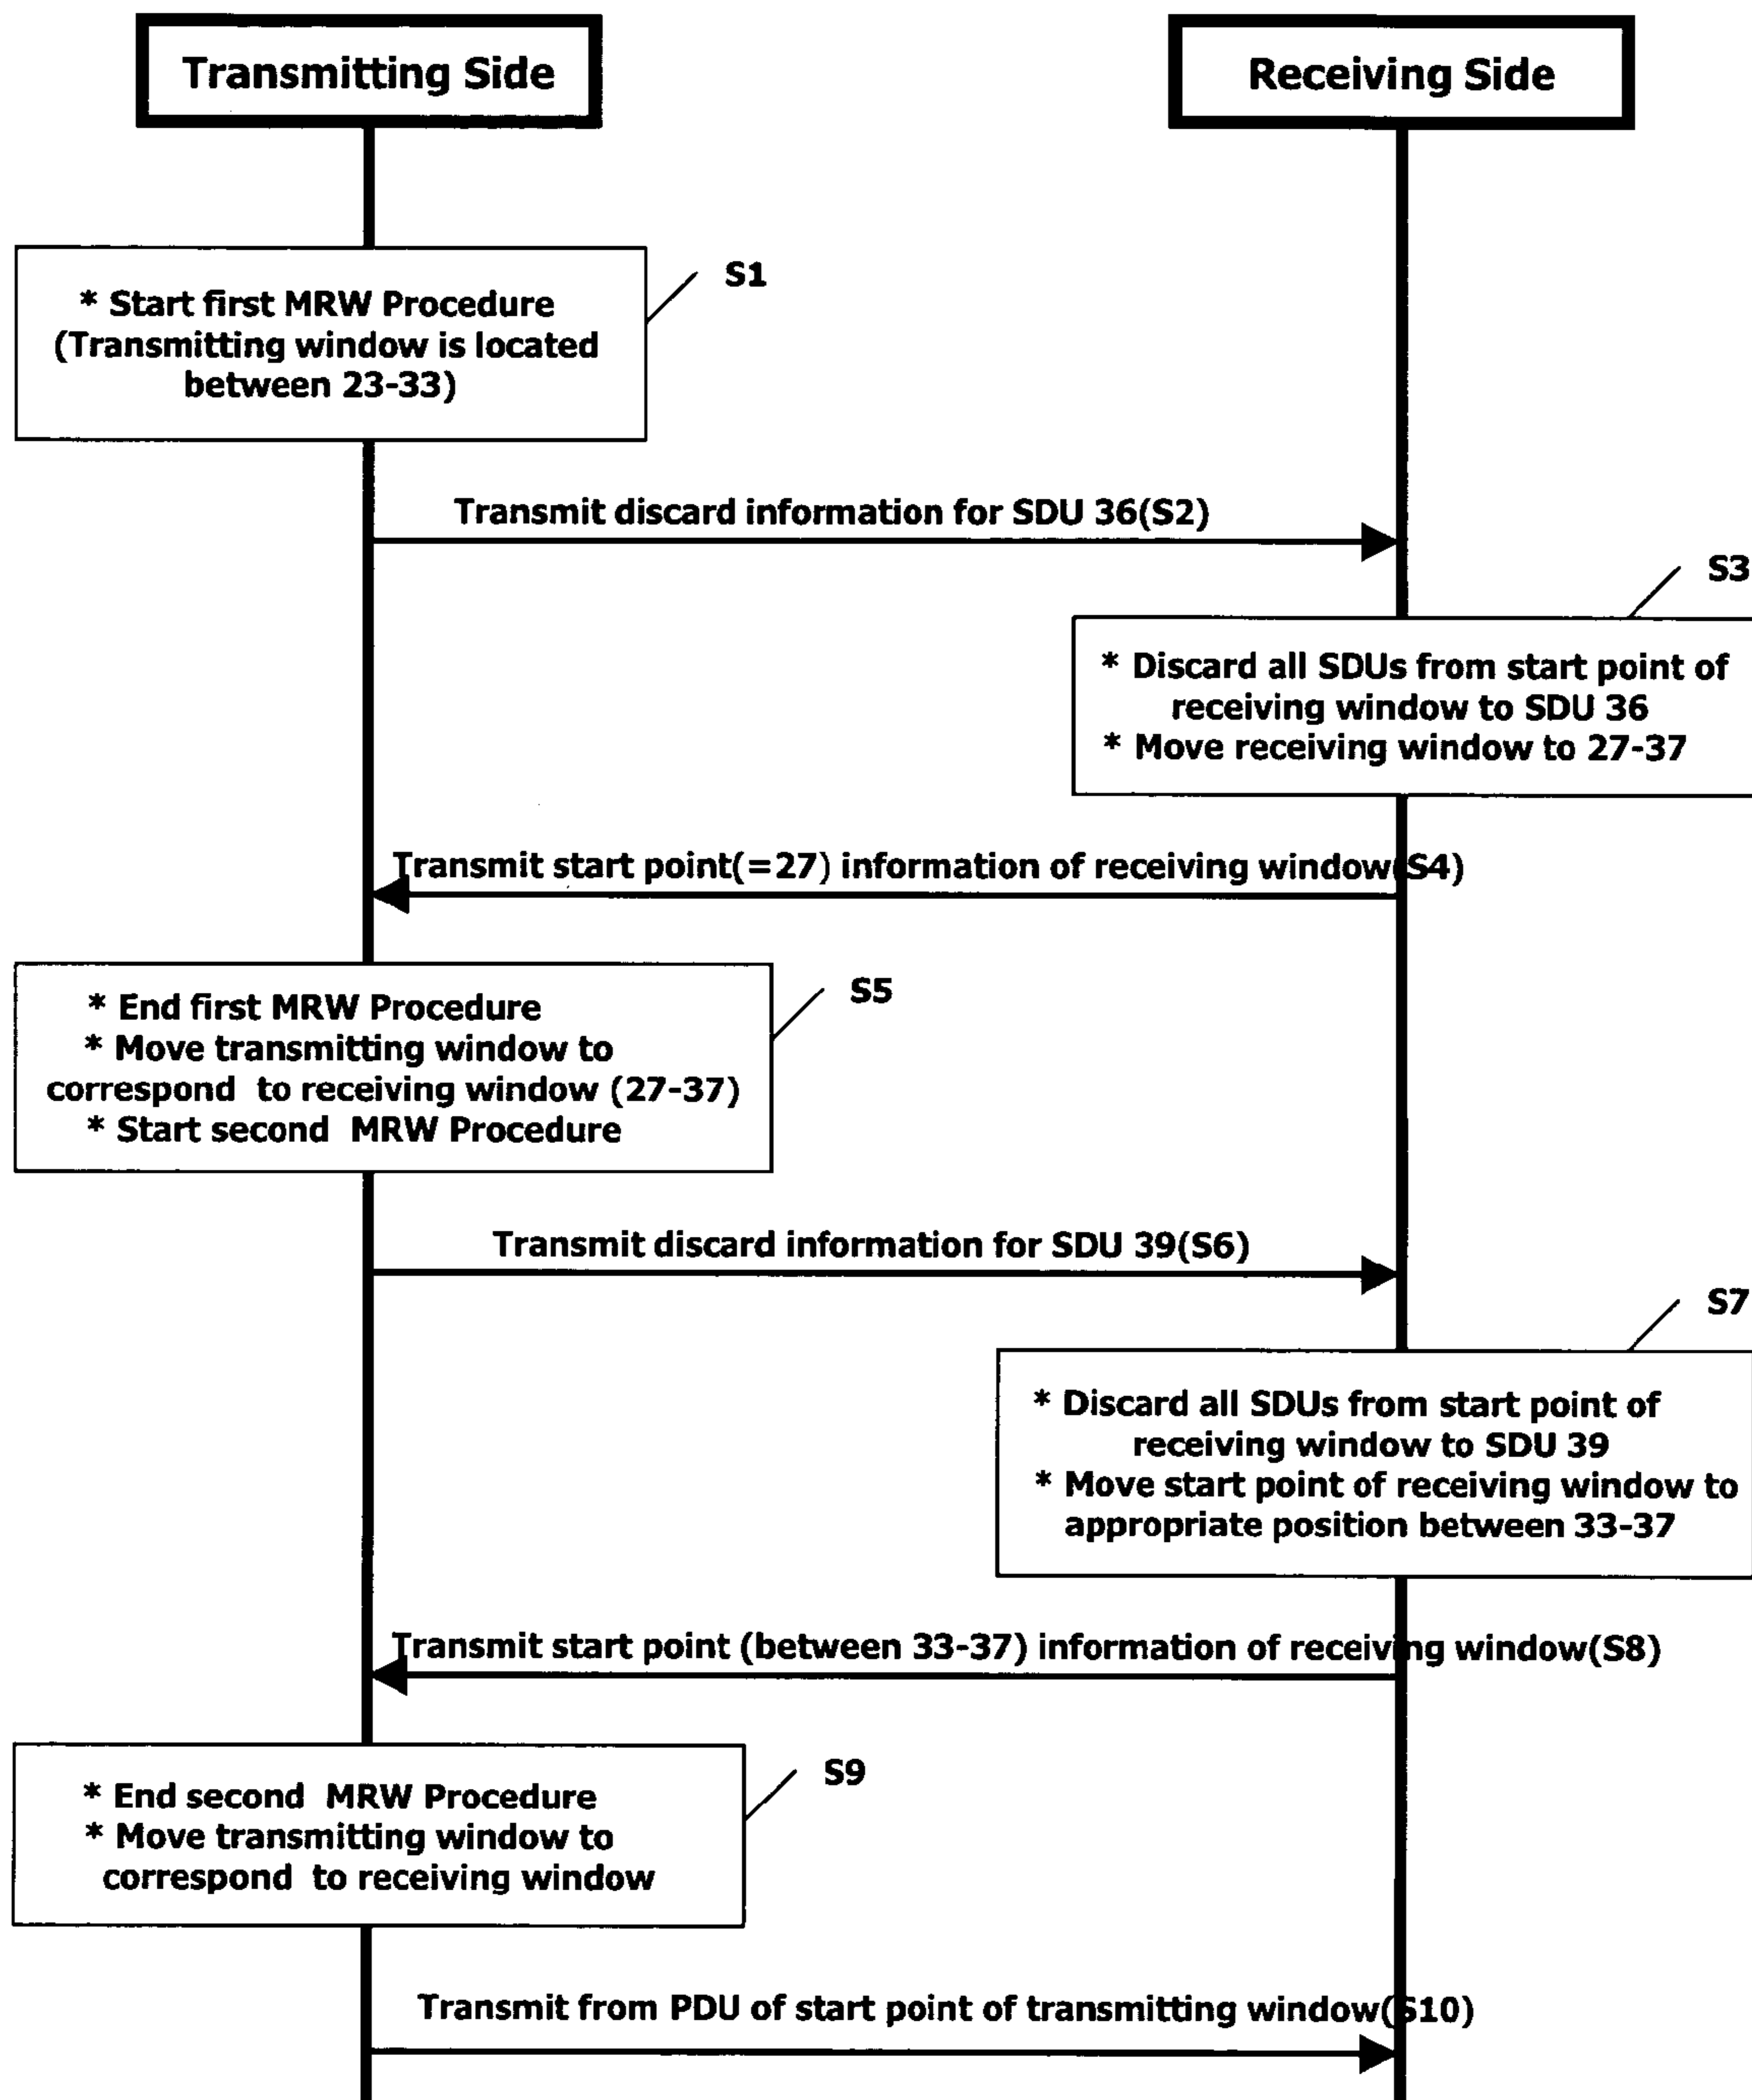 Transmitting Side
Receiving Side
* Start first MRW Procedure
(Transmitting window is located
between 23-33)
S1
Transmit discard information for SDU 36(S2)
S3
* Discard all SDUs from start point of
receiving window to SDU 36
* Move receiving window to 27-37
Transmit start point(=27) information of receiving window(S4)
* End first MRW Procedure
* Move transmitting window to
correspond to receiving window (27-37)
* Start second MRW Procedure
S5
Transmit discard information for SDU 39(S6)
S7
* Discard all SDUs from start point of
receiving window to SDU 39
* Move start point of receiving window to
appropriate position between 33-37
Transmit start point (between 33-37) information of receiving window(S8)
* End second MRW Procedure
* Move transmitting window to
correspond to receiving window
S9
Transmit from PDU of start point of transmitting window(S10)